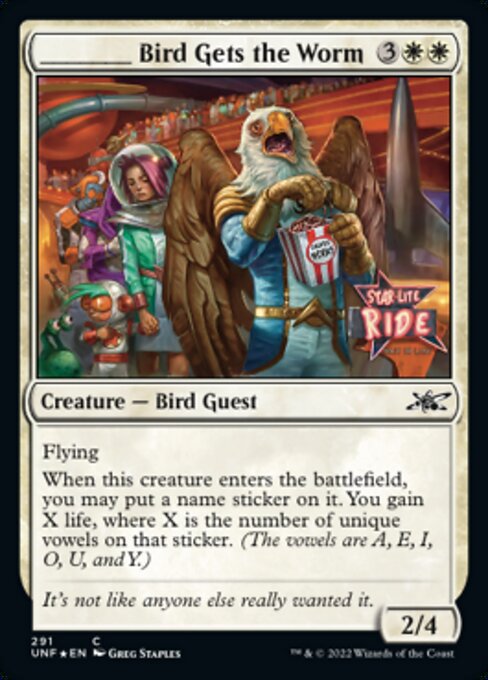 ________ Bird Gets the Worm 3
STAR-LITE
RIDE
Creature — Bird Guest
Flying
When this creature enters the battlefield,
you may put a name sticker on it. You gain
X life, where X is the number of unique
vowels on that sticker. (The vowels are A, E, I,
O, U, and Y.)
It's not like anyone else really wanted it.
2/4
291 C
UNF ★ EN Greg Staples ™ & © 2022 Wizards of the Coast